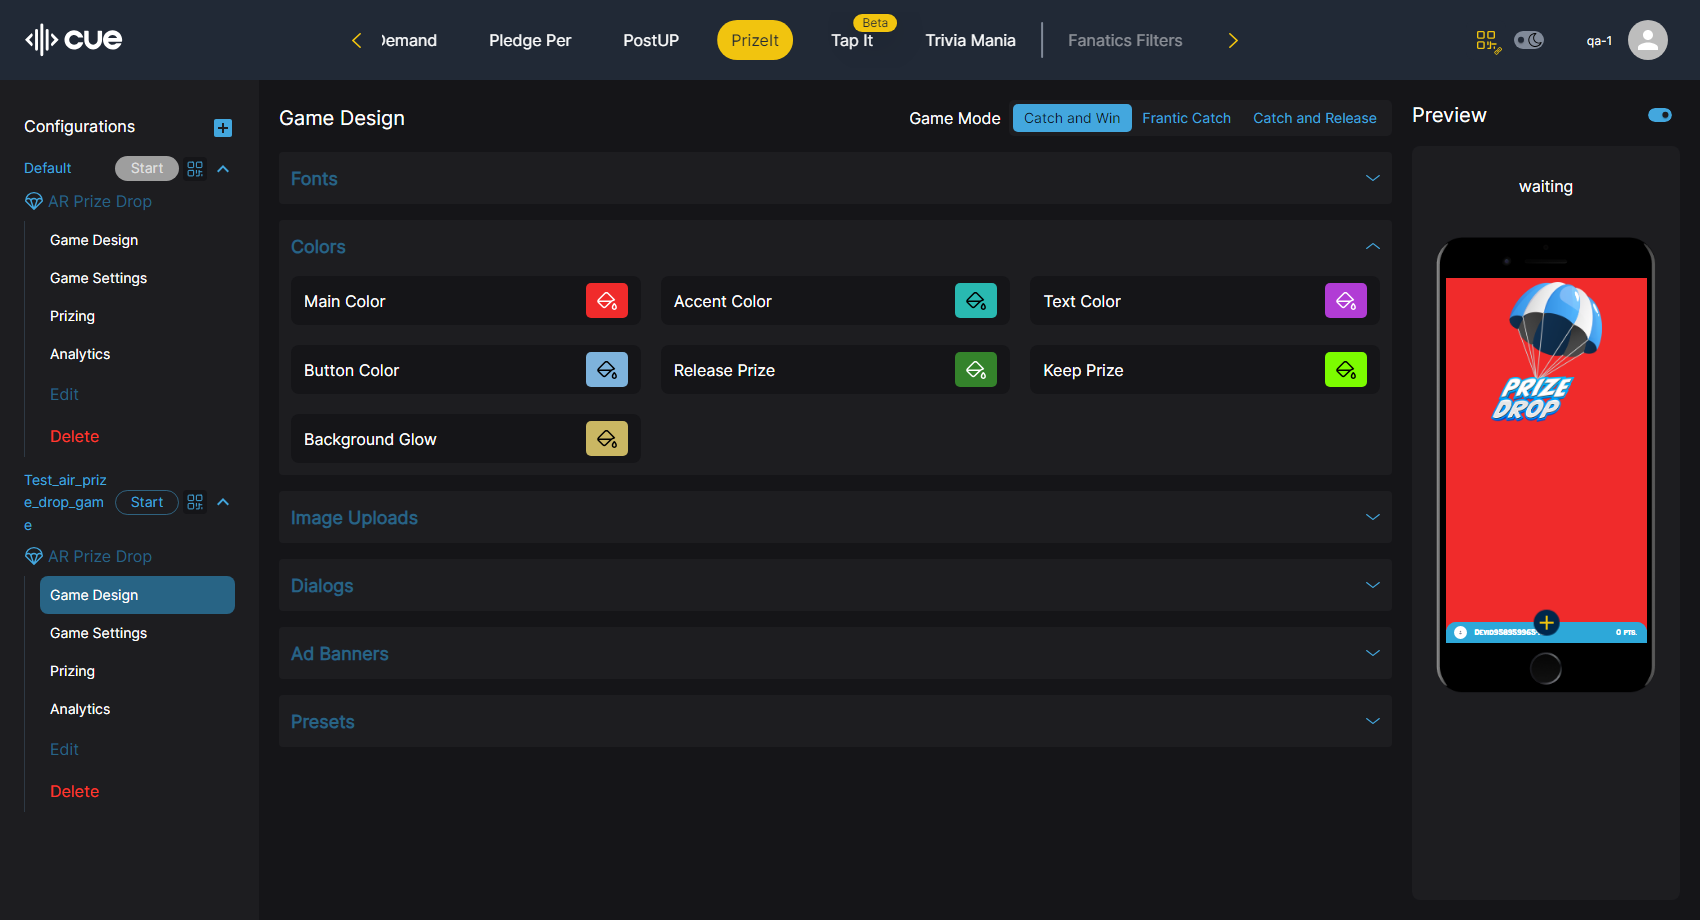 cue
Demand
Pledge Per
PostUP
PrizeIt
Beta
Tap It
Trivia Mania
Fanatics Filters
qa-1
Configurations
Default
Start
AR Prize Drop
Game Design
Game Settings
Prizing
Analytics
Edit
Delete
Test_air_priz
e_drop_gam
e
Start
AR Prize Drop
Game Design
Game Settings
Prizing
Analytics
Edit
Delete
Game Design
Game Mode
Catch and Win
Frantic Catch
Catch and Release
Fonts
Colors
Main Color
Accent Color
Text Color
Button Color
Release Prize
Keep Prize
Background Glow
Image Uploads
Dialogs
Ad Banners
Presets
Preview
waiting
PRIZE
DROP
0 PTS.